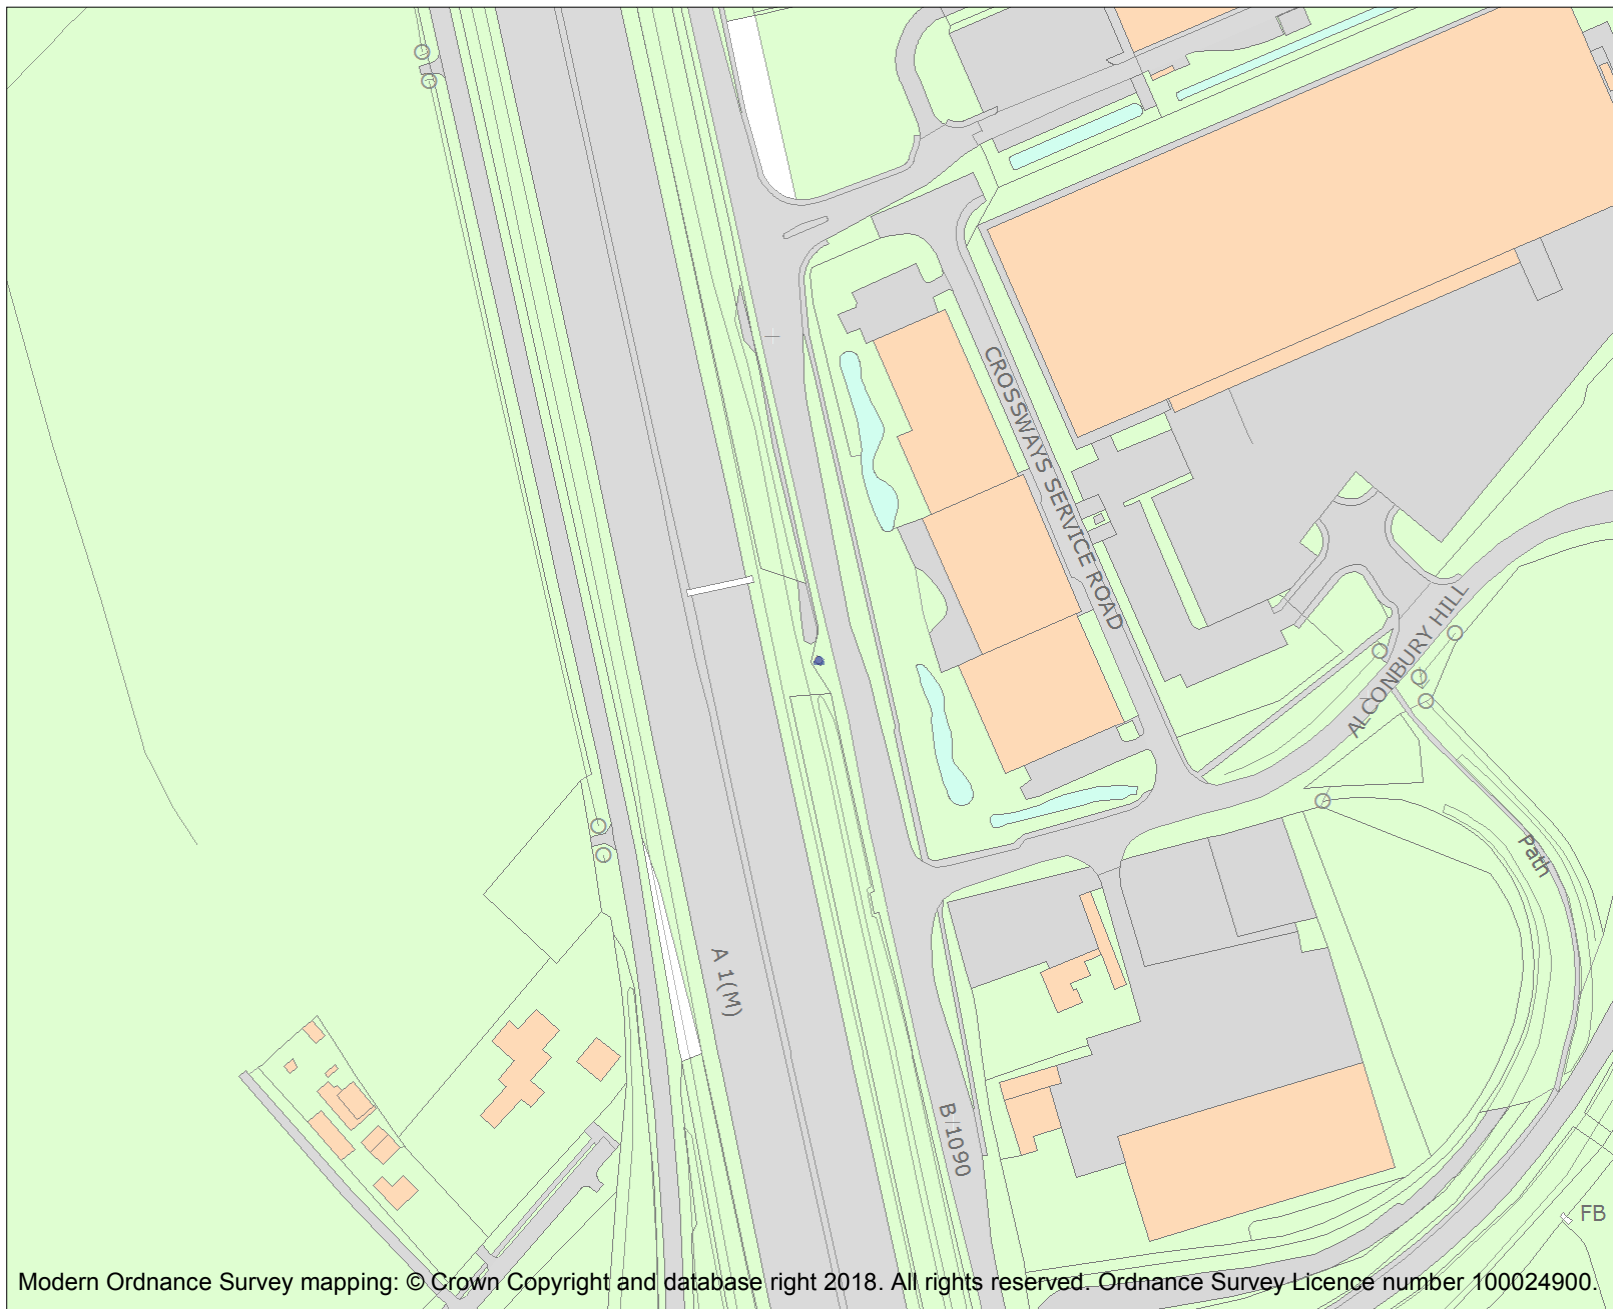 CROSSWAYS SERVICE ROAD
ALCONBURY HILL
Path
A 1(M)
B 1090
FB
Modern Ordnance Survey mapping: © Crown Copyright and database right 2018. All rights reserved. Ordnance Survey Licence number 100024900.